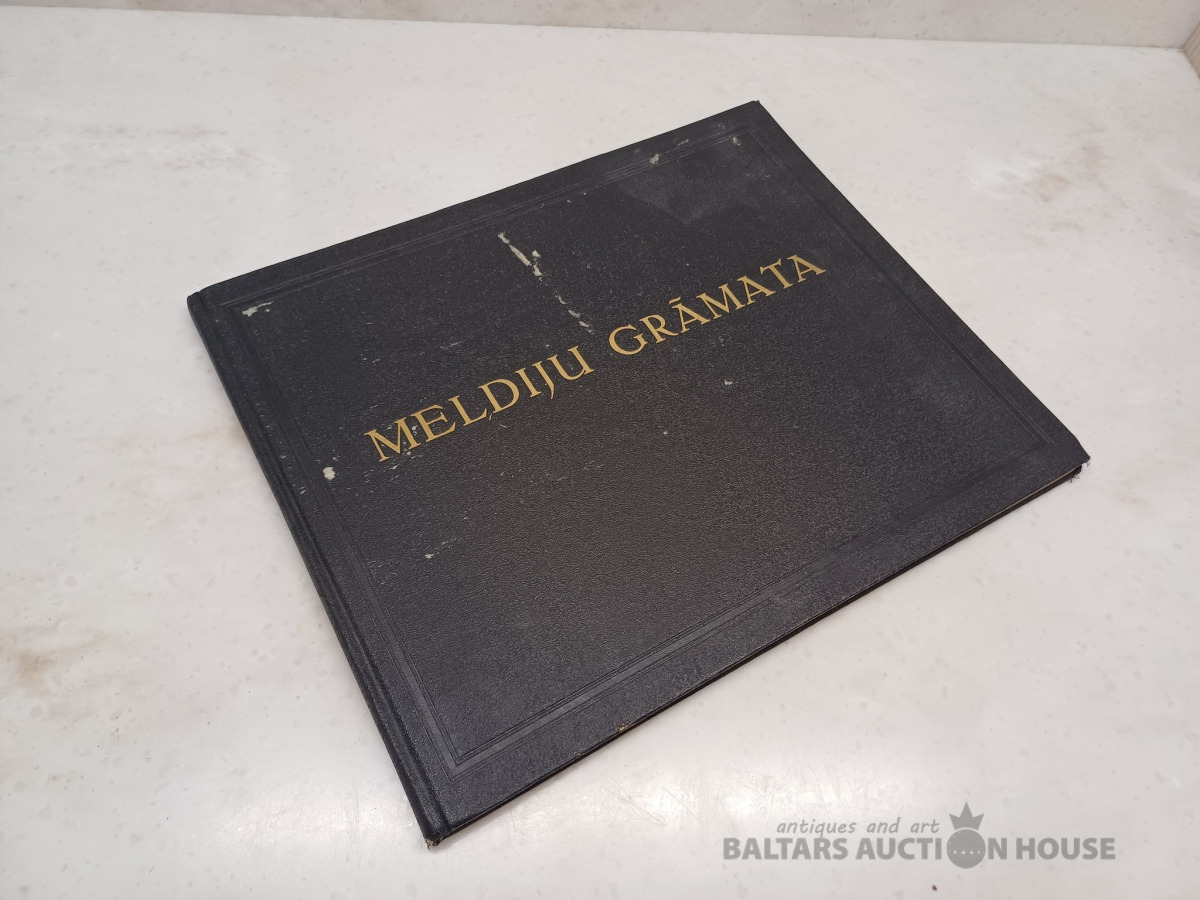 MELDIJU GRĀMATA
antiques and art
BALTARS AUCTION HOUSE